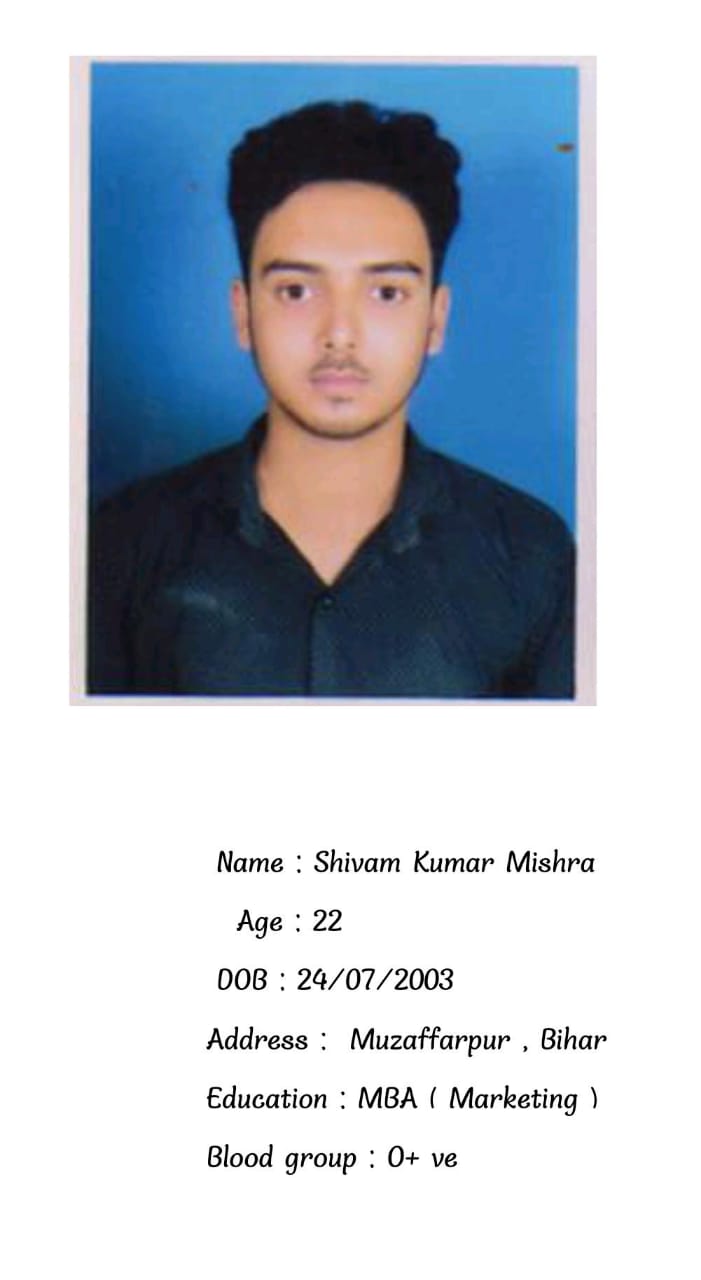 Name : Shivam Kumar Mishra
Age : 22
DOB : 24/07/2003
Address : Muzaffarpur , Bihar
Education : MBA ( Marketing )
Blood group : O+ ve